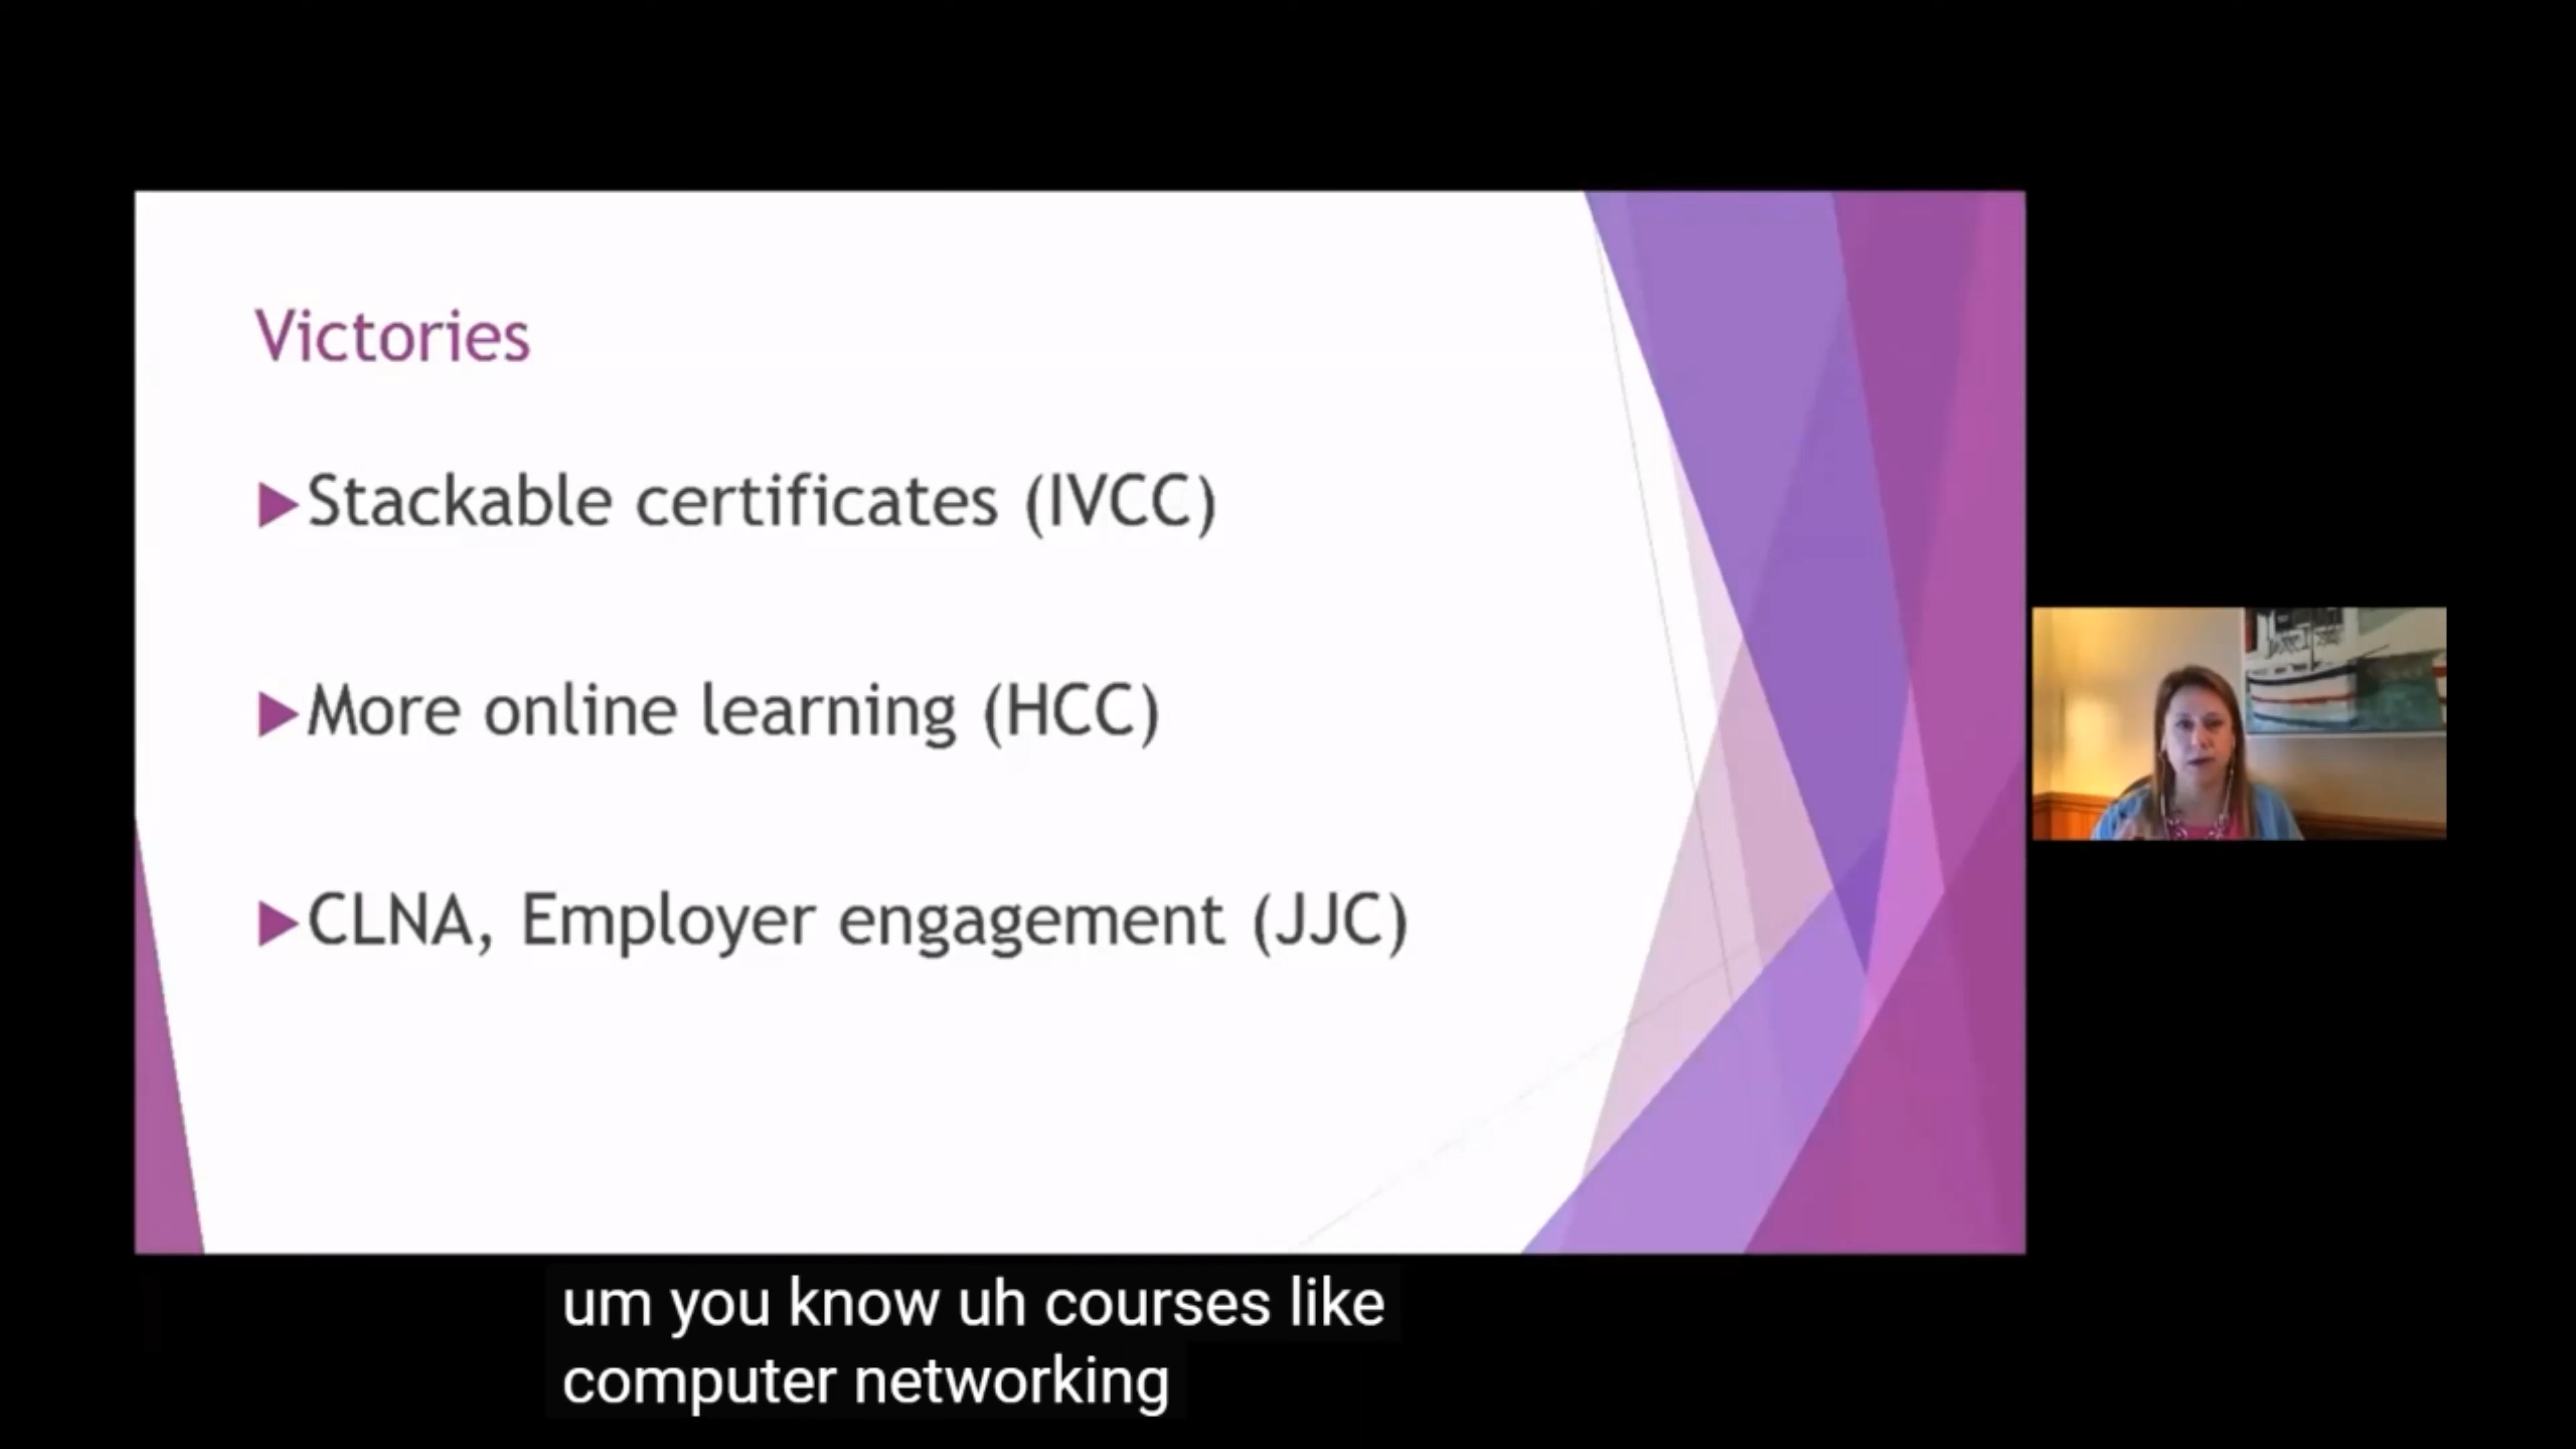 Victories
Stackable certificates (IVCC)
More online learning (HCC)
CLNA, Employer engagement (JJC)
um you know uh courses like
computer networking